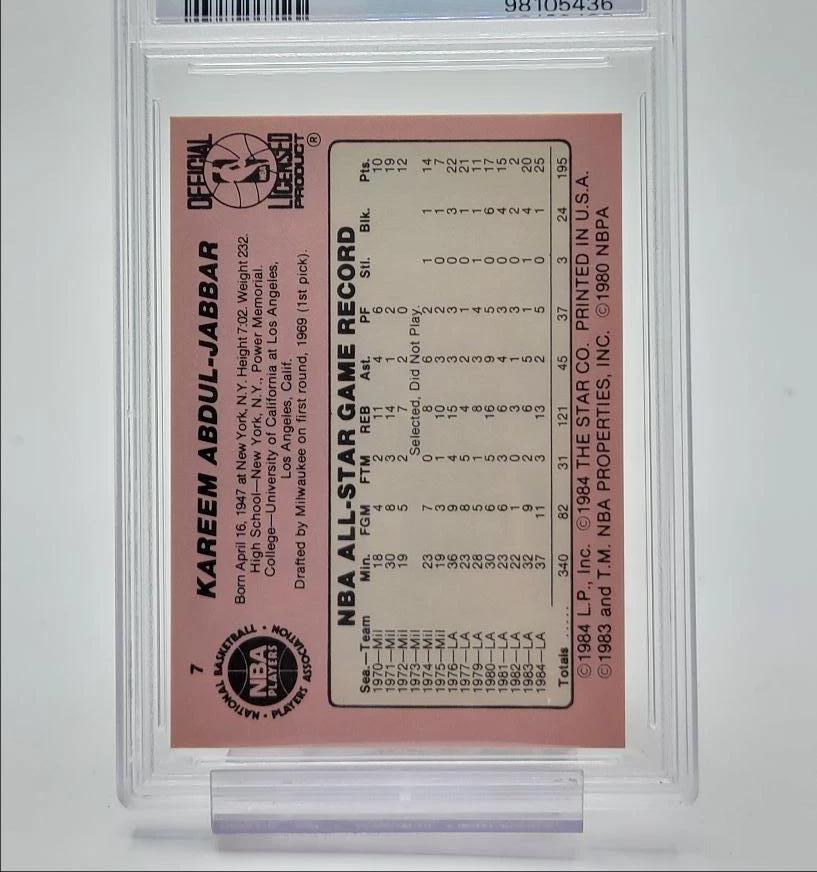 98105436
7
KAREEM ABDUL-JABBAR
NATIONAL BASKETBALL
NBA
PLAYERS
• PLAYERS ASSOCIATION •
Born April 16, 1947 at New York, N.Y. Height 7:02. Weight 232.
High School—New York, N.Y., Power Memorial.
College—University of California at Los Angeles,
Los Angeles, Calif.
Drafted by Milwaukee on first round, 1969 (1st pick).
OFFICIAL
NBA
LICENSED
PRODUCT ®
NBA ALL-STAR GAME RECORD
Sea.—Team Min. FGM FTM REB Ast. PF Stl. Blk. Pts.
1970—Mil 18 4 2 11 4 6 10
1971—Mil 30 8 3 14 1 2 19
1972—Mil 19 5 2 7 2 0 12
1973—Mil Selected, Did Not Play.
1974—Mil 23 7 0 8 6 2 1 1 14
1975—Mil 19 3 1 10 3 2 0 1 7
1976—LA 36 9 4 15 3 3 0 3 22
1977—LA 23 8 5 4 2 1 0 1 21
1979—LA 28 5 1 8 3 4 1 1 11
1980—LA 30 6 5 16 9 5 0 6 17
1981—LA 23 6 3 6 4 3 0 4 15
1982—LA 22 1 0 3 1 3 0 2 2
1983—LA 32 9 2 6 5 1 1 4 20
1984—LA 37 11 3 13 2 5 0 1 25
Totals ..... 340 82 31 121 45 37 3 24 195
©1984 L.P., Inc. ©1984 THE STAR CO. PRINTED IN U.S.A.
©1983 and T.M. NBA PROPERTIES, INC. ©1980 NBPA